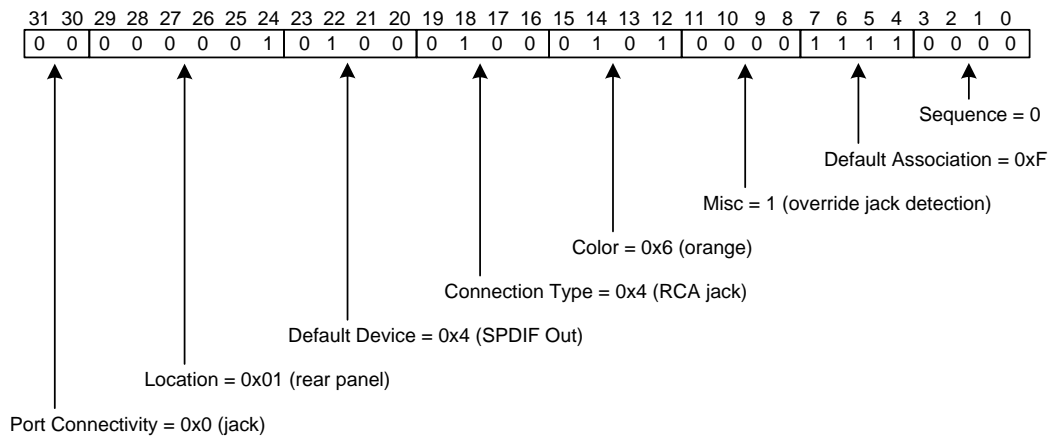 31 30 29 28 27 26 25 24 23 22 21 20 19 18 17 16 15 14 13 12 11 10 9 8 7 6 5 4 3 2 1 0
0 0 0 0 0 0 0 1 0 1 0 0 0 1 0 0 0 1 0 1 0 0 0 0 1 1 1 1 0 0 0 0
Sequence = 0
Default Association = 0xF
Misc = 1 (override jack detection)
Color = 0x6 (orange)
Connection Type = 0x4 (RCA jack)
Default Device = 0x4 (SPDIF Out)
Location = 0x01 (rear panel)
Port Connectivity = 0x0 (jack)